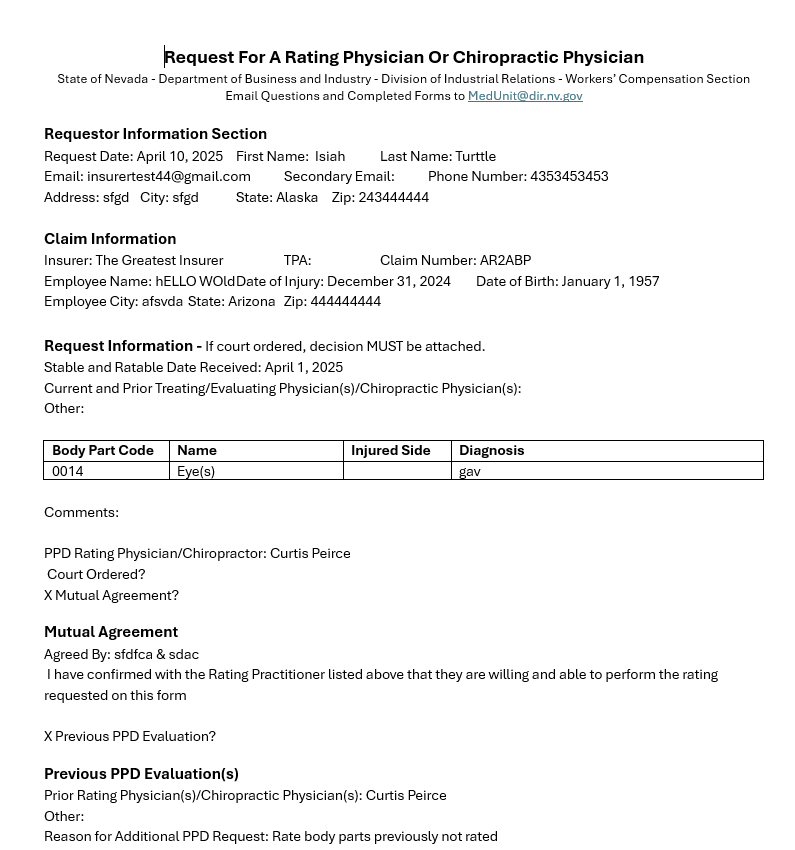 Request For A Rating Physician Or Chiropractic Physician
State of Nevada - Department of Business and Industry - Division of Industrial Relations - Workers' Compensation Section
Email Questions and Completed Forms to MedUnit@dir.nv.gov
Requestor Information Section
Request Date: April 10, 2025 First Name: Isiah Last Name: Turttle
Email: insurertest44@gmail.com Secondary Email: Phone Number: 4353453453
Address: sfgd City: sfgd State: Alaska Zip: 243444444
Claim Information
Insurer: The Greatest Insurer TPA: Claim Number: AR2ABP
Employee Name: hELLO WOldDate of Injury: December 31, 2024 Date of Birth: January 1, 1957
Employee City: afsvda State: Arizona Zip: 444444444
Request Information - If court ordered, decision MUST be attached.
Stable and Ratable Date Received: April 1, 2025
Current and Prior Treating/Evaluating Physician(s)/Chiropractic Physician(s):
Other:
Body Part Code Name Injured Side Diagnosis
0014 Eye(s) gav
Comments:
PPD Rating Physician/Chiropractor: Curtis Peirce
Court Ordered?
X Mutual Agreement?
Mutual Agreement
Agreed By: sfdfca & sdac
I have confirmed with the Rating Practitioner listed above that they are willing and able to perform the rating
requested on this form
X Previous PPD Evaluation?
Previous PPD Evaluation(s)
Prior Rating Physician(s)/Chiropractic Physician(s): Curtis Peirce
Other:
Reason for Additional PPD Request: Rate body parts previously not rated